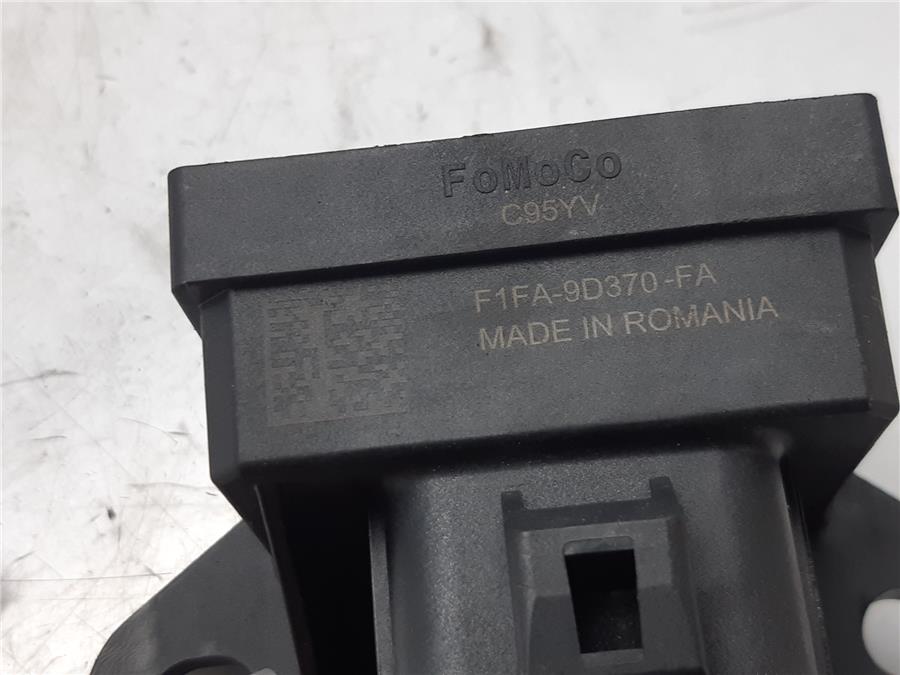 FoMoCo
C95YV
F1FA-9D370-FA
MADE IN ROMANIA